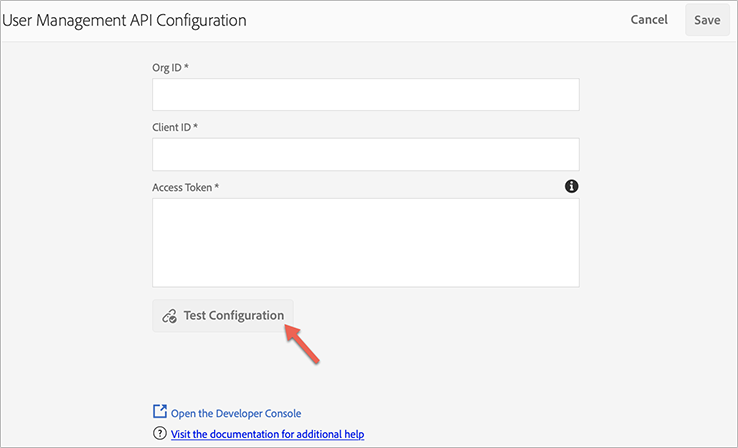 User Management API Configuration
Cancel
Save
Org ID *
Client ID *
Access Token *
Test Configuration
Open the Developer Console
Visit the documentation for additional help